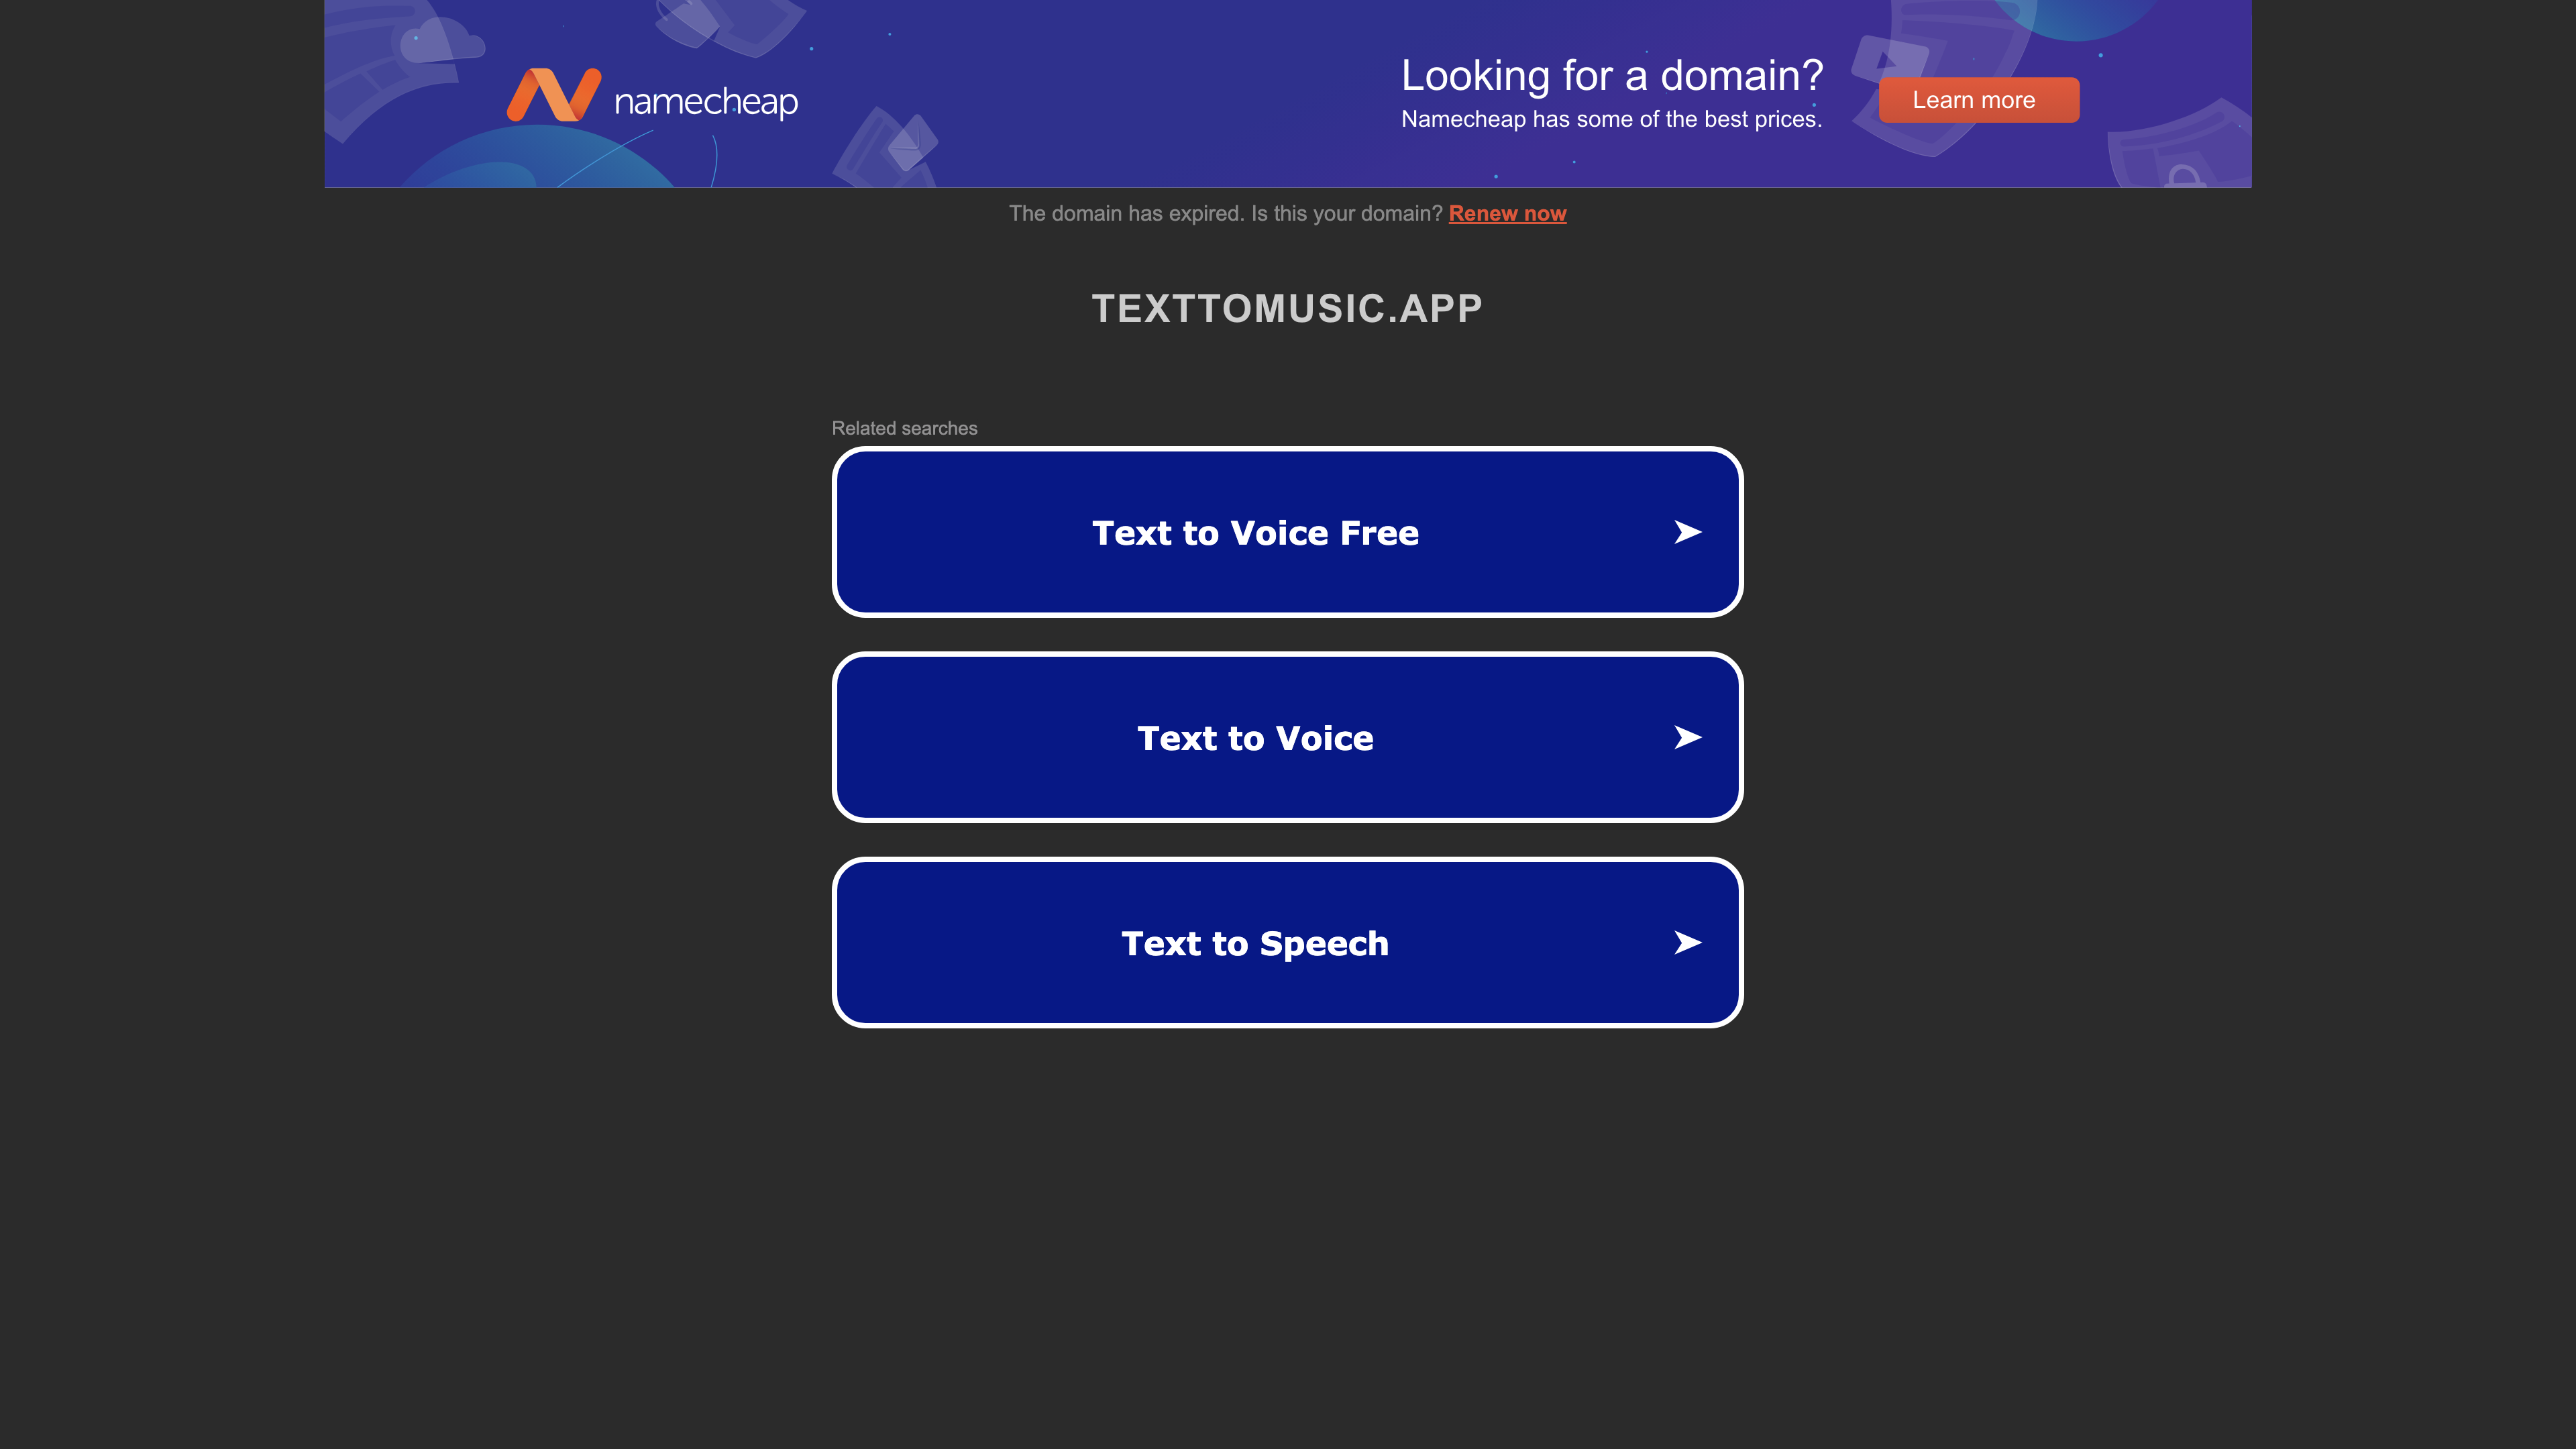 namecheap
Looking for a domain?
Namecheap has some of the best prices.
Learn more
The domain has expired. Is this your domain? Renew now
TEXTTOMUSIC.APP
Related searches
Text to Voice Free
Text to Voice
Text to Speech